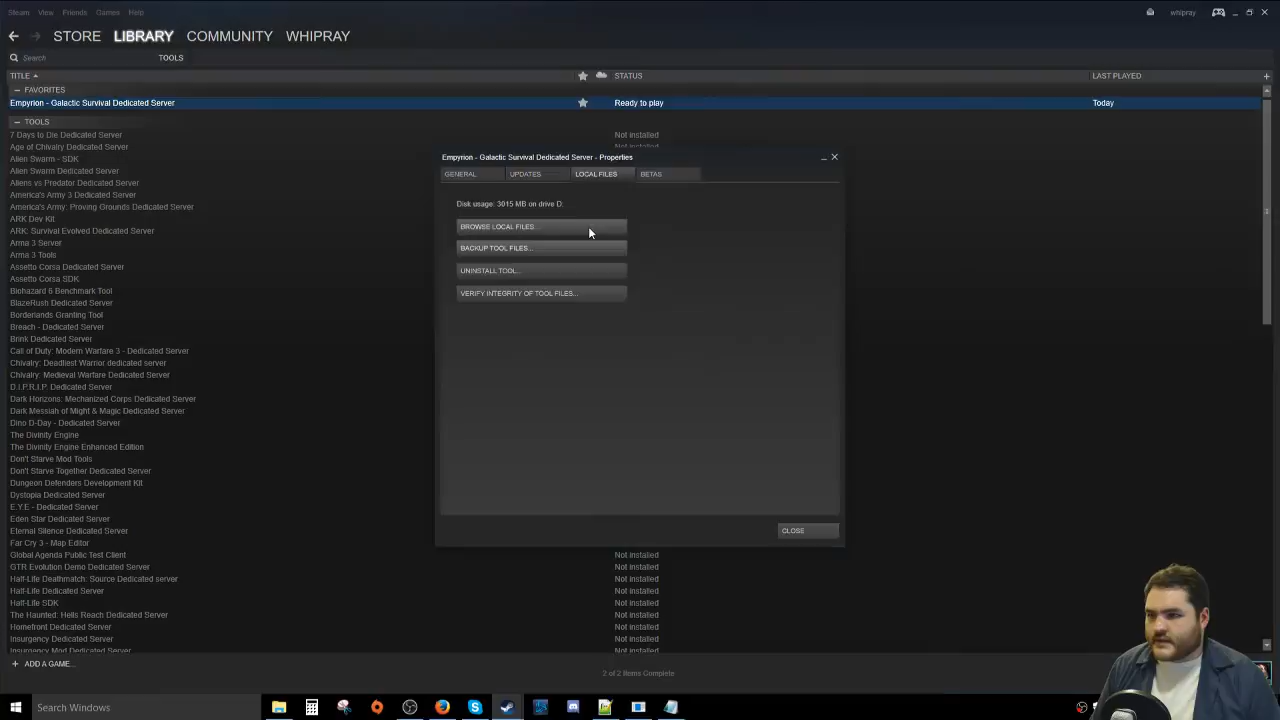 Steam View Friends Games Help
whipray
STORE LIBRARY COMMUNITY WHIPRAY
Search
TOOLS
TITLE STATUS LAST PLAYED
— FAVORITES
Empyrion - Galactic Survival Dedicated Server Ready to play Today
— TOOLS
7 Days to Die Dedicated Server Not installed
Age of Chivalry Dedicated Server Not installed
Alien Swarm - SDK
Alien Swarm Dedicated Server
Aliens vs Predator Dedicated Server
America's Army 3 Dedicated Server
America's Army: Proving Grounds Dedicated Server
ARK Dev Kit
ARK: Survival Evolved Dedicated Server
Arma 3 Server
Arma 3 Tools
Assetto Corsa Dedicated Server
Assetto Corsa SDK
Biohazard 6 Benchmark Tool
BlazeRush Dedicated Server
Borderlands Granting Tool
Breach - Dedicated Server
Brink Dedicated Server
Call of Duty: Modern Warfare 3 - Dedicated Server
Chivalry: Deadliest Warrior dedicated server
Chivalry: Medieval Warfare Dedicated Server
D.I.P.R.I.P. Dedicated Server
Dark Horizons: Mechanized Corps Dedicated Server
Dark Messiah of Might & Magic Dedicated Server
Dino D-Day - Dedicated Server
The Divinity Engine
The Divinity Engine Enhanced Edition
Don't Starve Mod Tools
Don't Starve Together Dedicated Server
Dungeon Defenders Development Kit
Dystopia Dedicated Server
E.Y.E - Dedicated Server
Eden Star Dedicated Server
Eternal Silence Dedicated Server
Far Cry 3 - Map Editor
Global Agenda Public Test Client Not installed
GTR Evolution Demo Dedicated Server Not installed
Half-Life Deathmatch: Source Dedicated server Not installed
Half-Life Dedicated Server Not installed
Half-Life SDK Not installed
The Haunted: Hells Reach Dedicated Server Not installed
Homefront Dedicated Server Not installed
Insurgency Dedicated Server Not installed
Insurgency Mod Dedicated Server Not installed
Empyrion - Galactic Survival Dedicated Server - Properties
GENERAL UPDATES LOCAL FILES BETAS
Disk usage: 3015 MB on drive D:
BROWSE LOCAL FILES...
BACKUP TOOL FILES...
UNINSTALL TOOL...
VERIFY INTEGRITY OF TOOL FILES...
CLOSE
+ ADD A GAME...
2 of 2 Items Complete
Search Windows